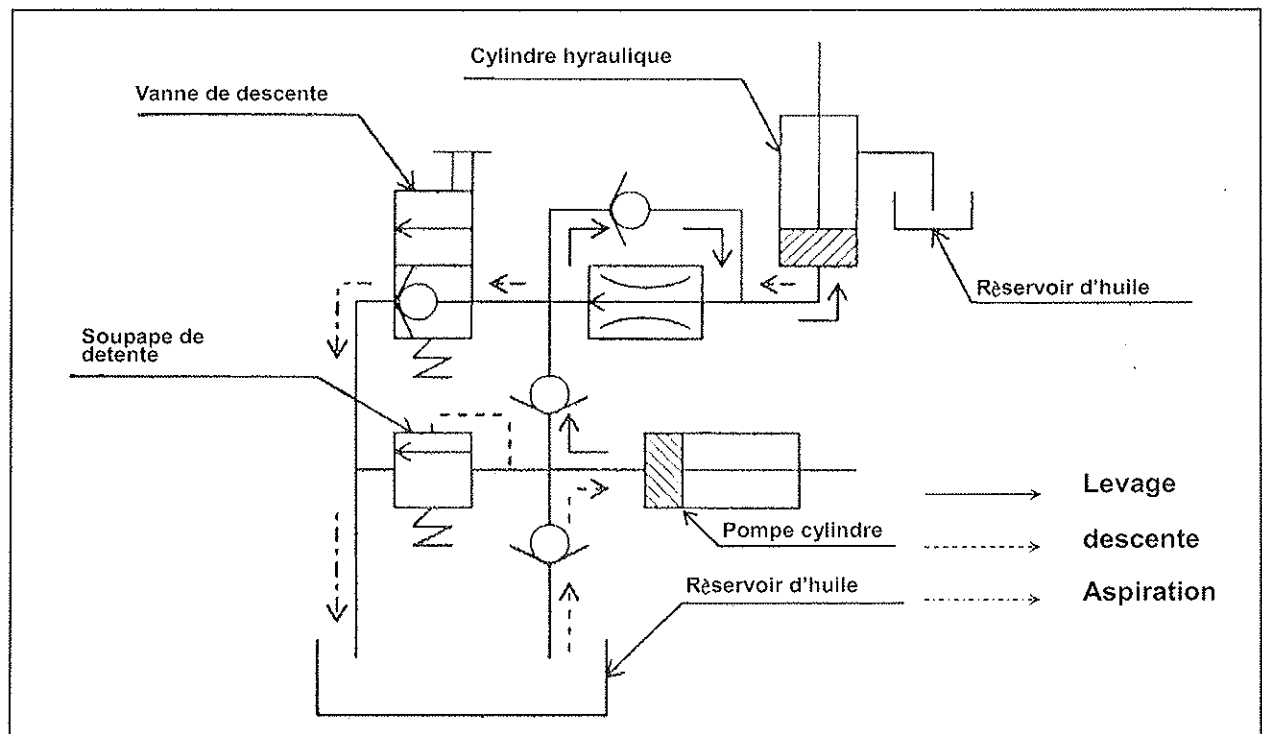 Cylindre hyraulique
Vanne de descente
Rèservoir d'huile
Soupape de
detente
Levage
Pompe cylindre
descente
Rèservoir d'huile
Aspiration